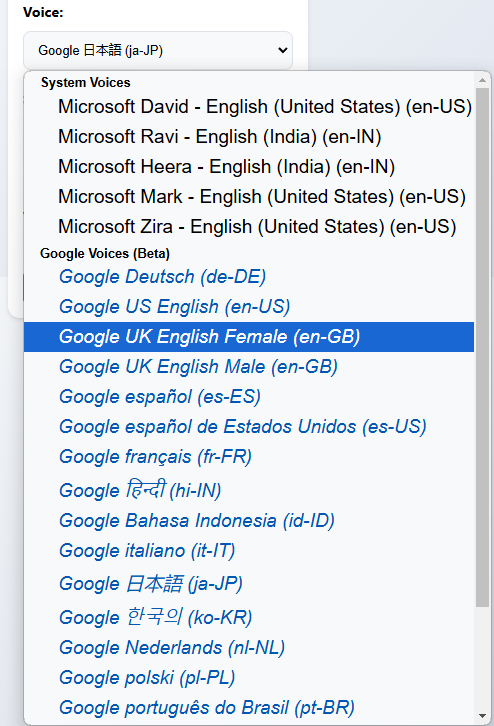 Voice:
Google 日本語 (ja-JP)
System Voices
Microsoft David - English (United States) (en-US)
Microsoft Ravi - English (India) (en-IN)
Microsoft Heera - English (India) (en-IN)
Microsoft Mark - English (United States) (en-US)
Microsoft Zira - English (United States) (en-US)
Google Voices (Beta)
Google Deutsch (de-DE)
Google US English (en-US)
Google UK English Female (en-GB)
Google UK English Male (en-GB)
Google español (es-ES)
Google español de Estados Unidos (es-US)
Google français (fr-FR)
Google हिन्दी (hi-IN)
Google Bahasa Indonesia (id-ID)
Google italiano (it-IT)
Google 日本語 (ja-JP)
Google 한국의 (ko-KR)
Google Nederlands (nl-NL)
Google polski (pl-PL)
Google português do Brasil (pt-BR)